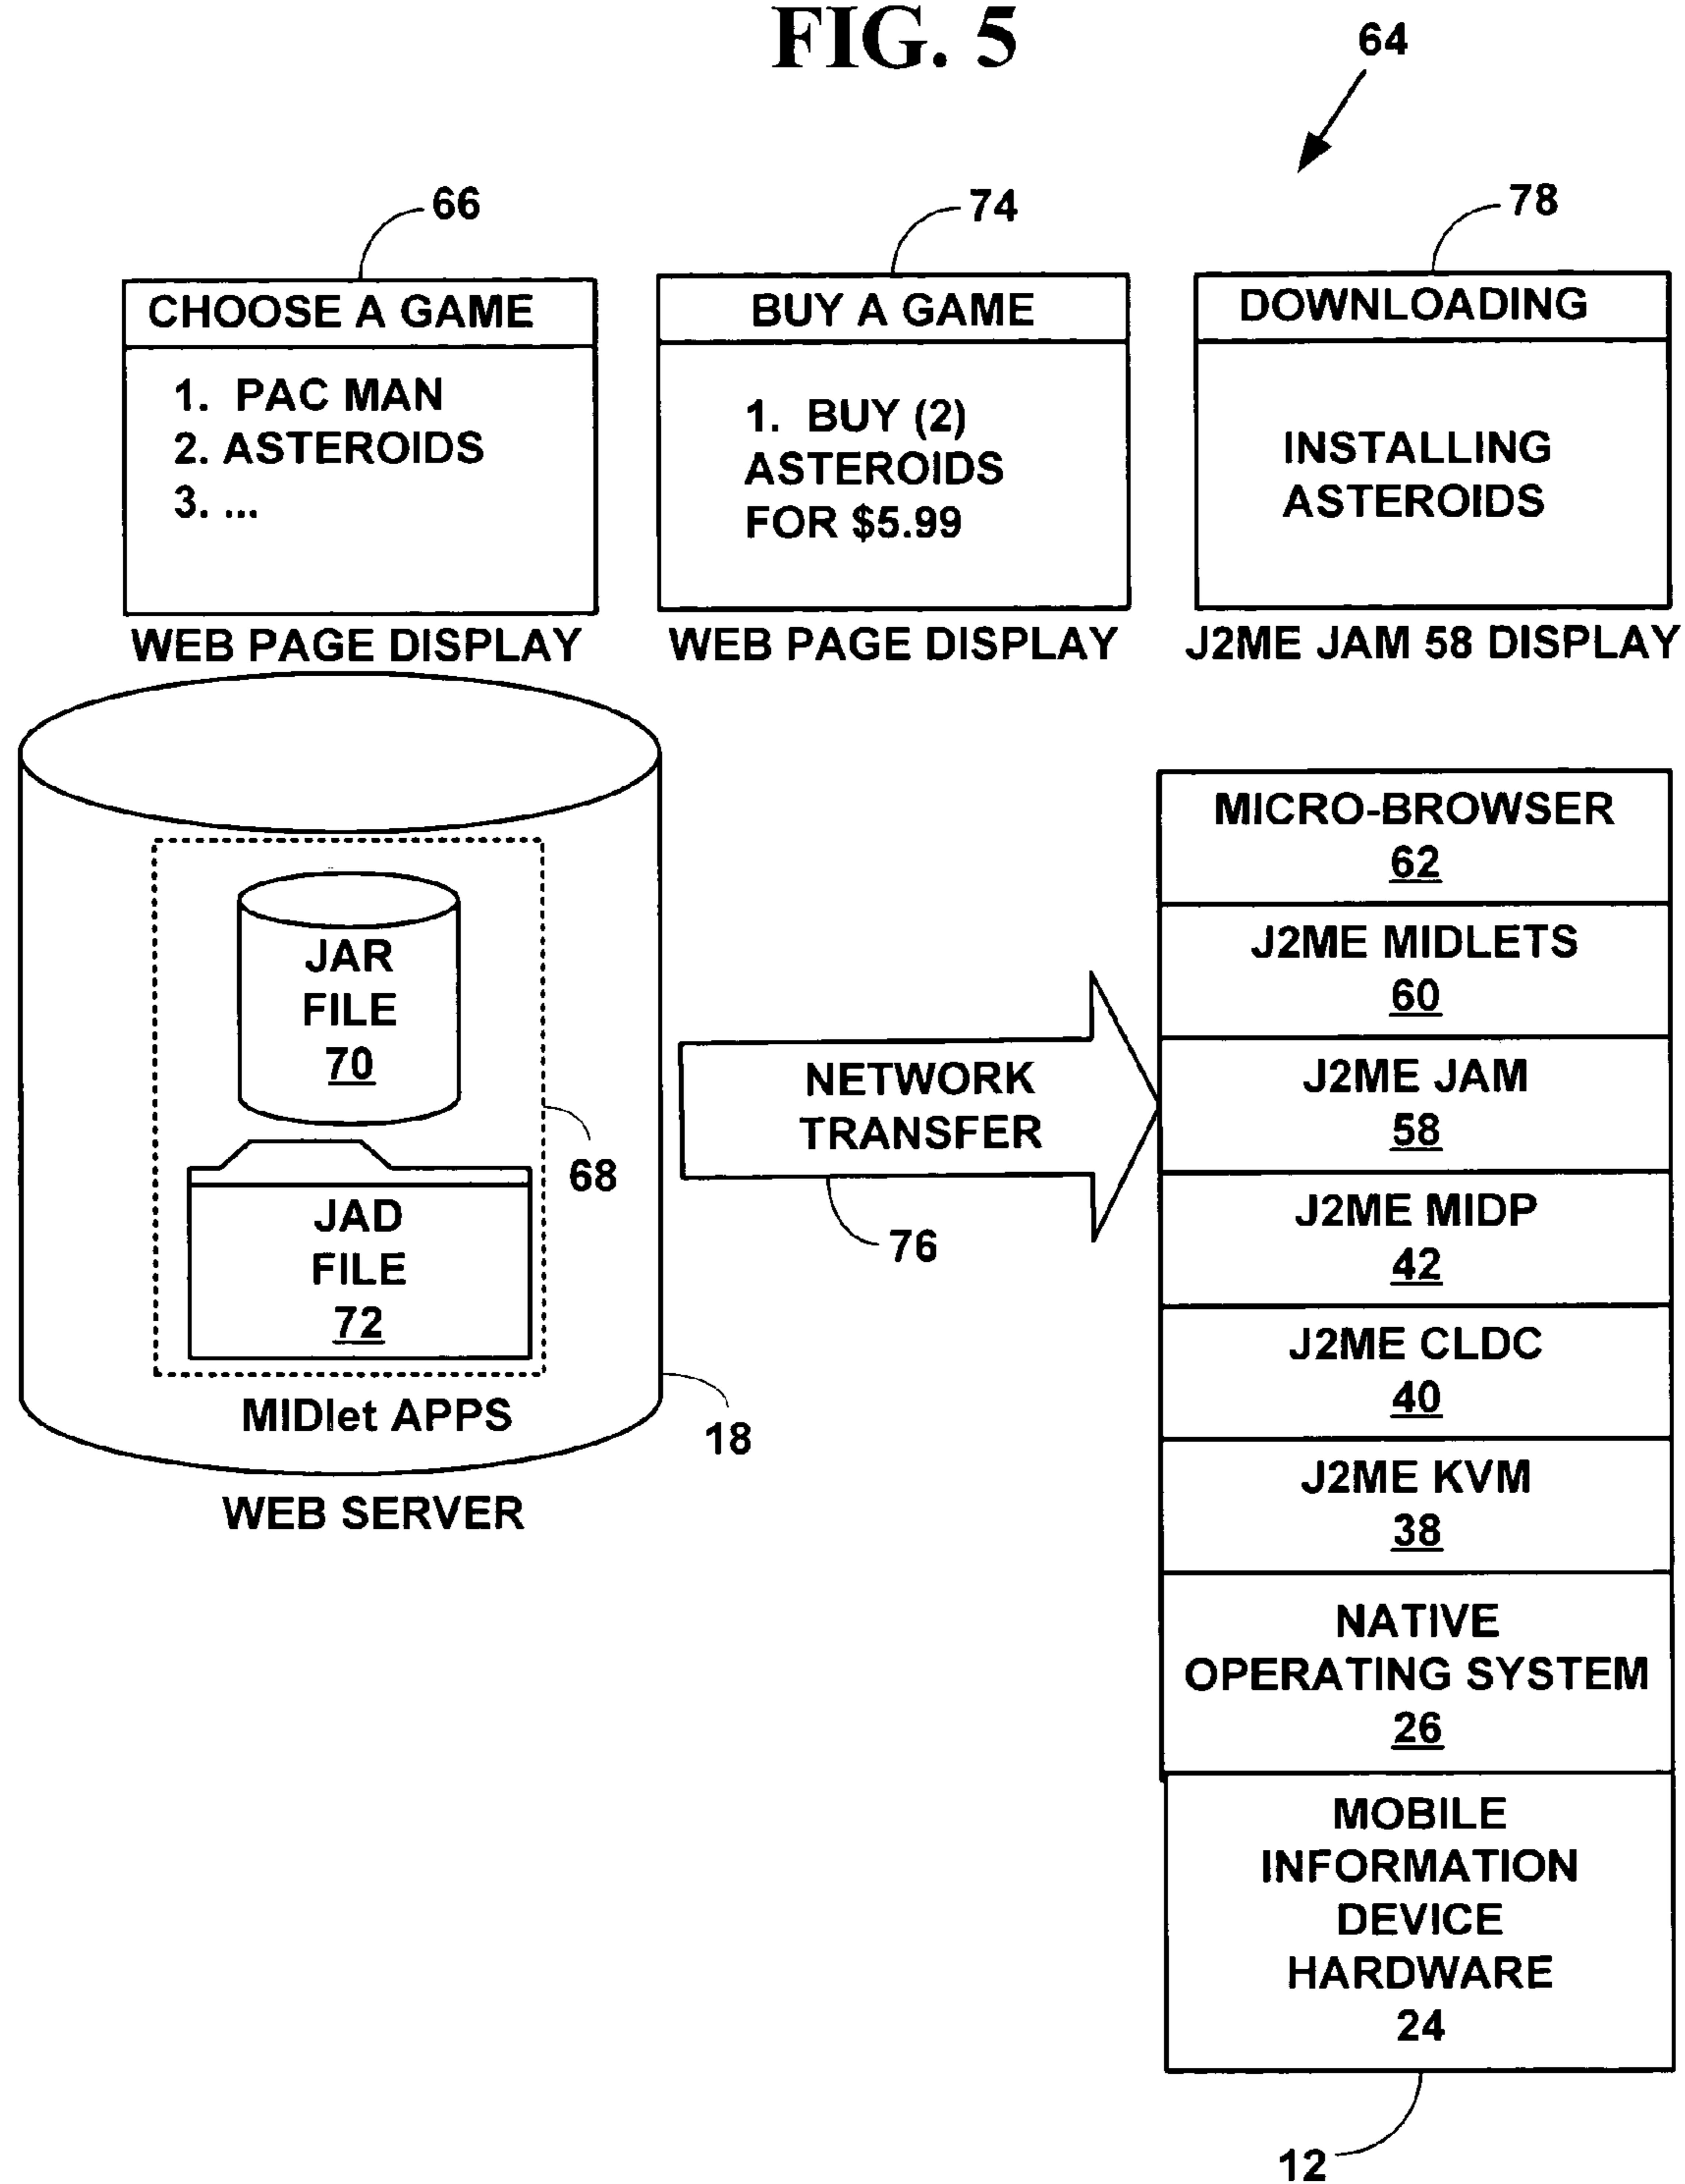 FIG. 5
64
66
74
78
CHOOSE A GAME
1. PAC MAN
2. ASTEROIDS
3. ...
WEB PAGE DISPLAY
BUY A GAME
1. BUY (2)
ASTEROIDS
FOR $5.99
WEB PAGE DISPLAY
DOWNLOADING
INSTALLING
ASTEROIDS
J2ME JAM 58 DISPLAY
JAR
FILE
70
JAD
FILE
72
68
MIDlet APPS
18
WEB SERVER
NETWORK
TRANSFER
76
MICRO-BROWSER
62
J2ME MIDLETS
60
J2ME JAM
58
J2ME MIDP
42
J2ME CLDC
40
J2ME KVM
38
NATIVE
OPERATING SYSTEM
26
MOBILE
INFORMATION
DEVICE
HARDWARE
24
12